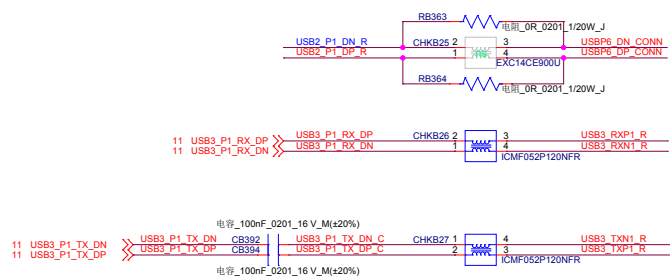 RB363
电阻_0R_0201_1/20W_J
USB2_P1_DN_R CHKB25 2 3 USBP6_DN_CONN
USB2_P1_DP_R 1 4 USBP6_DP_CONN
EXC14CE900U
RB364
电阻_0R_0201_1/20W_J
11 USB3_P1_RX_DP USB3_P1_RX_DP CHKB26 2 3 USB3_RXP1_R
11 USB3_P1_RX_DN USB3_P1_RX_DN 1 4 USB3_RXN1_R
ICMF052P120NFR
电容_100nF_0201_16 V_M(±20%)
11 USB3_P1_TX_DN USB3_P1_TX_DN CB392 USB3_P1_TX_DN_C CHKB27 1 4 USB3_TXN1_R
11 USB3_P1_TX_DP USB3_P1_TX_DP CB394 USB3_P1_TX_DP_C 2 3 USB3_TXP1_R
ICMF052P120NFR
电容_100nF_0201_16 V_M(±20%)